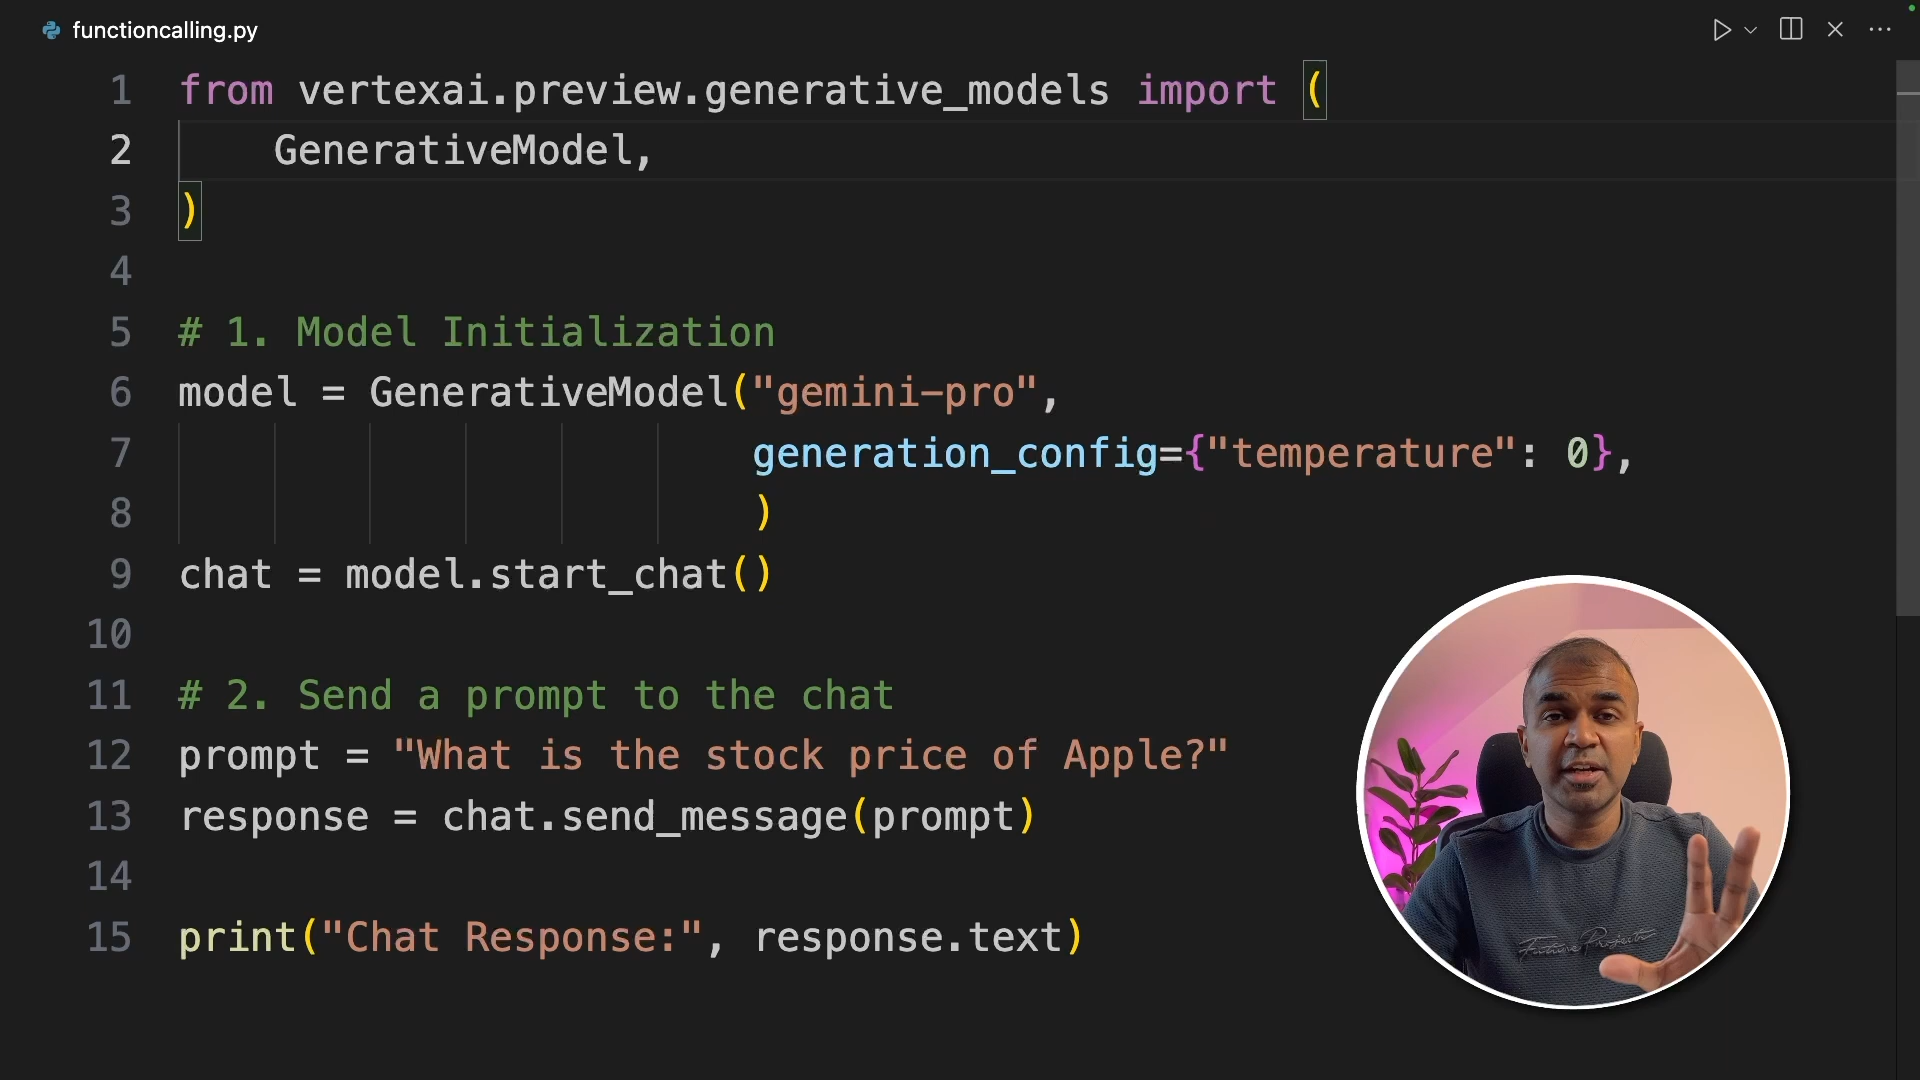 functioncalling.py
1 from vertexai.preview.generative_models import (
2     GenerativeModel,
3 )
4
5 # 1. Model Initialization
6 model = GenerativeModel("gemini-pro",
7                         generation_config={"temperature": 0},
8                         )
9 chat = model.start_chat()
10
11 # 2. Send a prompt to the chat
12 prompt = "What is the stock price of Apple?"
13 response = chat.send_message(prompt)
14
15 print("Chat Response:", response.text)
Future Projects